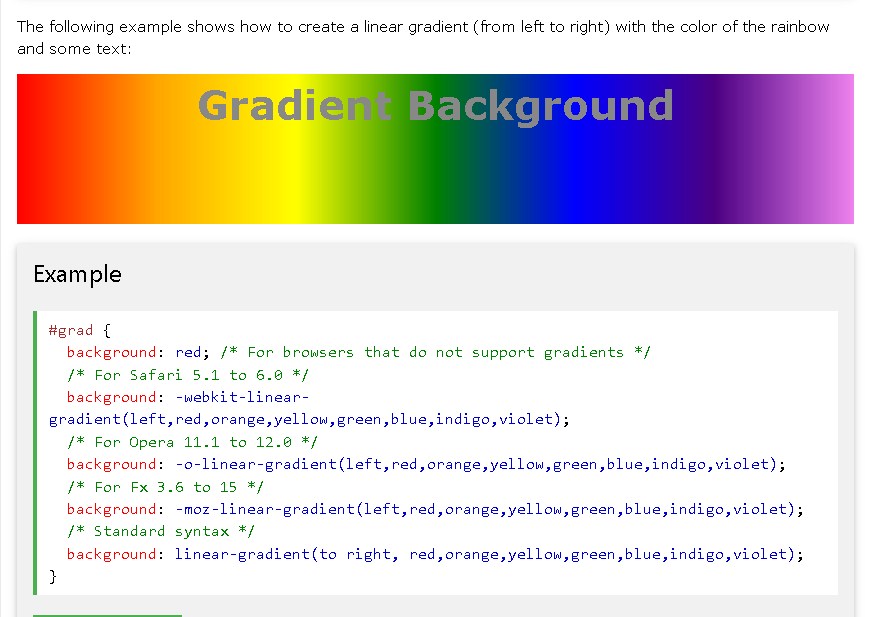 The following example shows how to create a linear gradient (from left to right) with the color of the rainbow
and some text:
Gradient Background
Example
#grad {
background: red; /* For browsers that do not support gradients */
/* For Safari 5.1 to 6.0 */
background: -webkit-linear-
gradient(left,red,orange,yellow,green,blue,indigo,violet);
/* For Opera 11.1 to 12.0 */
background: -o-linear-gradient(left,red,orange,yellow,green,blue,indigo,violet);
/* For Fx 3.6 to 15 */
background: -moz-linear-gradient(left,red,orange,yellow,green,blue,indigo,violet);
/* Standard syntax */
background: linear-gradient(to right, red,orange,yellow,green,blue,indigo,violet);
}